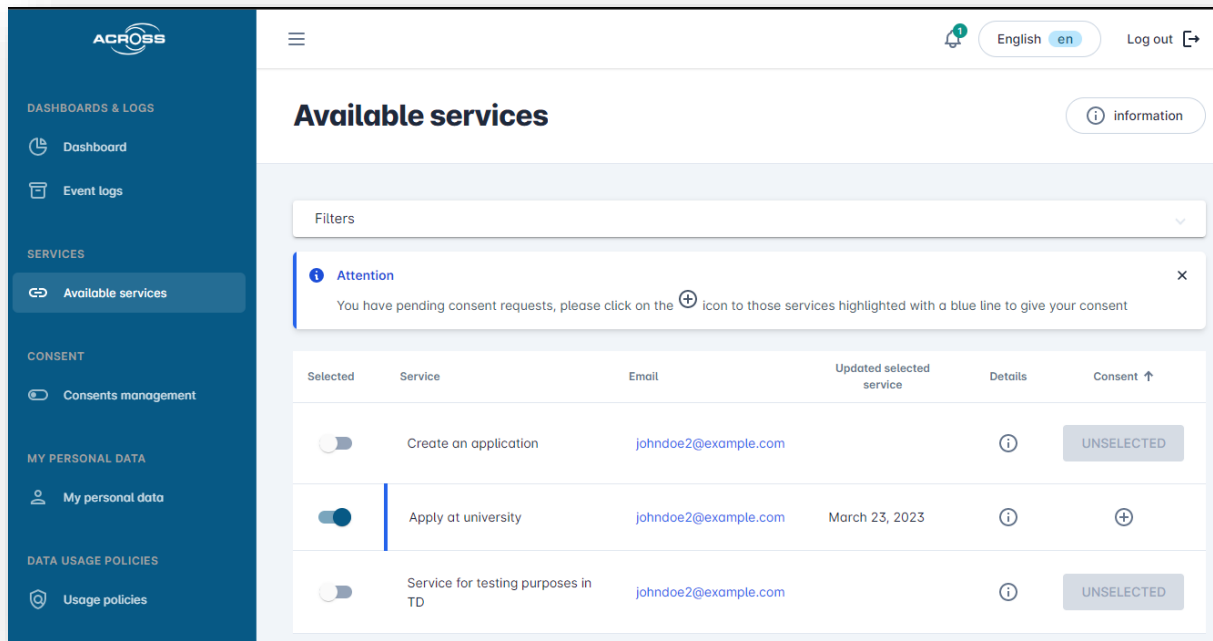 ACROSS
English en
Log out
DASHBOARDS & LOGS
Dashboard
Event logs
SERVICES
Available services
CONSENT
Consents management
MY PERSONAL DATA
My personal data
DATA USAGE POLICIES
Usage policies
1
Available services
information
Filters
Attention
You have pending consent requests, please click on the icon to those services highlighted with a blue line to give your consent
Selected Service Email Updated selected service Details Consent
Create an application johndoe2@example.com UNSELECTED
Apply at university johndoe2@example.com March 23, 2023
Service for testing purposes in
TD johndoe2@example.com UNSELECTED